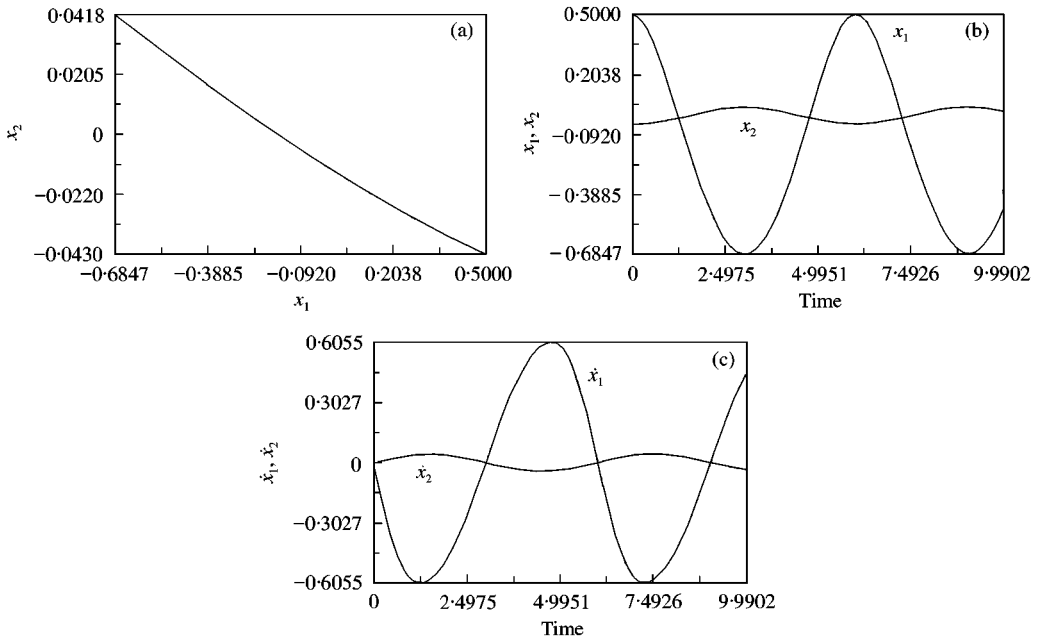 0·0418
0·0205
0
−0·0220
−0·0430
x₂
(a)
−0·6847
−0·3885
−0·0920
0·2038
0·5000
x₁
0·5000
0·2038
−0·0920
−0·3885
−0·6847
x₁, x₂
x₁
(b)
x₂
0
2·4975
4·9951
7·4926
9·9902
Time
0·6055
0·3027
0
−0·3027
−0·6055
ẋ₁, ẋ₂
(c)
ẋ₁
ẋ₂
0
2·4975
4·9951
7·4926
9·9902
Time